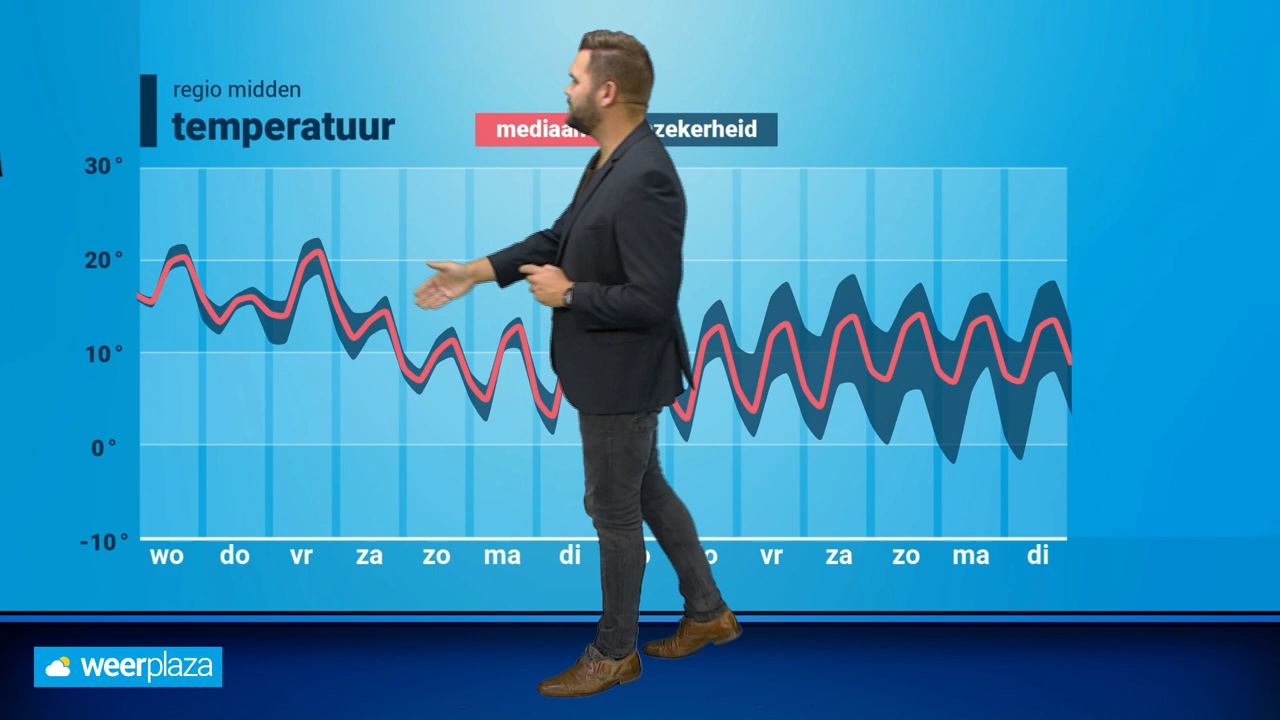 regio midden
temperatuur
mediaan zekerheid
30°
20°
10°
0°
-10°
wo do vr za zo ma di vr za zo ma di
weerplaza